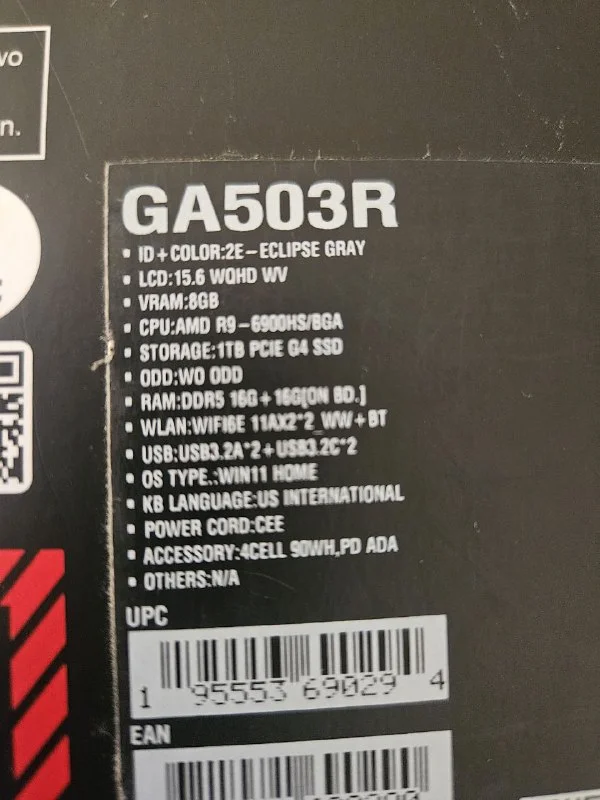 wo
n.
GA503R
• ID+COLOR:2E-ECLIPSE GRAY
• LCD:15.6 WQHD WV
• VRAM:8GB
• CPU:AMD R9-6900HS/BGA
• STORAGE:1TB PCIE G4 SSD
• ODD:WO ODD
• RAM:DDR5 16G+16G[ON BD.]
• WLAN:WIFI6E 11AX2*2_WW+BT
• USB:USB3.2A*2+USB3.2C*2
• OS TYPE.:WIN11 HOME
• KB LANGUAGE:US INTERNATIONAL
• POWER CORD:CEE
• ACCESSORY:4CELL 90WH,PD ADA
• OTHERS:N/A
UPC
1 95553 69029 4
EAN